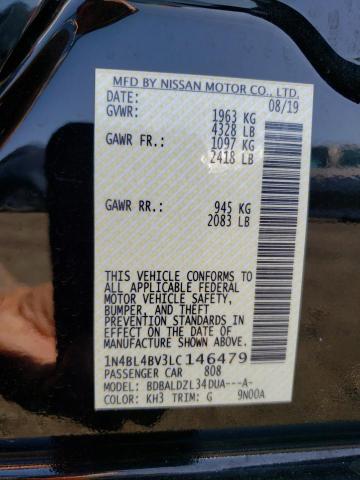 MFD BY NISSAN MOTOR CO., LTD.
DATE: 08/19
GVWR: 1963 KG
4328 LB
GAWR FR.: 1097 KG
2418 LB
GAWR RR.: 945 KG
2083 LB
THIS VEHICLE CONFORMS TO
ALL APPLICABLE FEDERAL
MOTOR VEHICLE SAFETY,
BUMPER, AND THEFT
PREVENTION STANDARDS
IN EFFECT ON THE DATE OF
MANUFACTURE SHOWN ABOVE.
1N4BL4BV3LC146479
PASSENGER CAR 808
MODEL: BDBALDZL34DUA---A-
COLOR: KH3 TRIM: G 9N00A